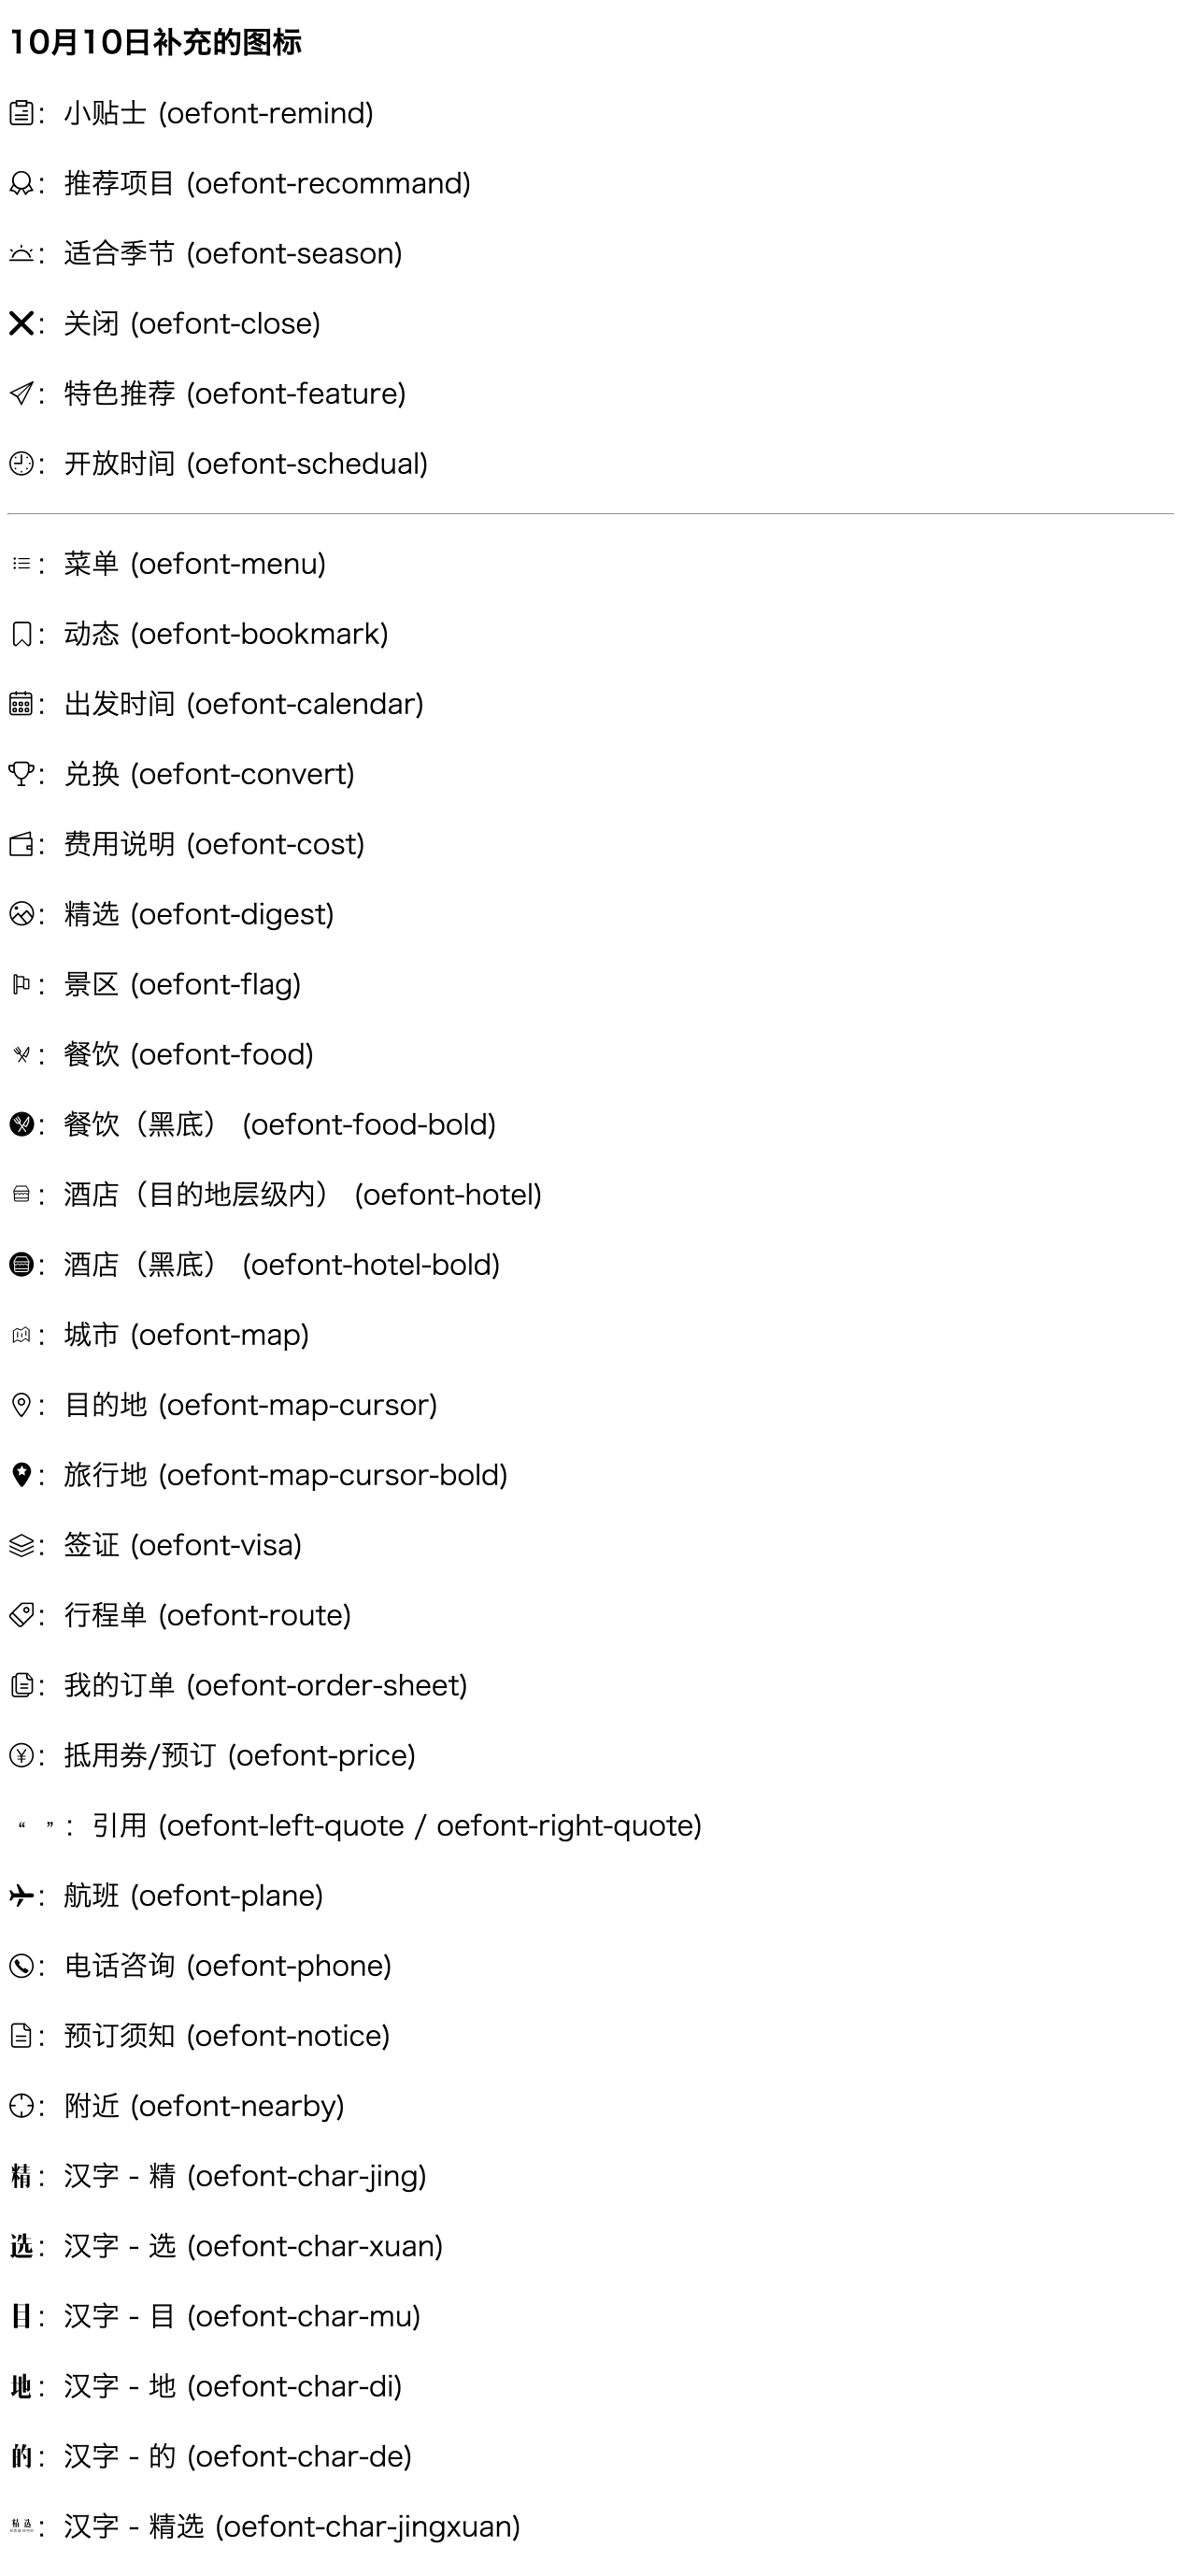 10月10日补充的图标
： 小贴士 (oefont-remind)
： 推荐项目 (oefont-recommand)
： 适合季节 (oefont-season)
： 关闭 (oefont-close)
： 特色推荐 (oefont-feature)
： 开放时间 (oefont-schedual)
： 菜单 (oefont-menu)
： 动态 (oefont-bookmark)
： 出发时间 (oefont-calendar)
： 兑换 (oefont-convert)
： 费用说明 (oefont-cost)
： 精选 (oefont-digest)
： 景区 (oefont-flag)
： 餐饮 (oefont-food)
： 餐饮（黑底） (oefont-food-bold)
： 酒店（目的地层级内） (oefont-hotel)
： 酒店（黑底） (oefont-hotel-bold)
： 城市 (oefont-map)
： 目的地 (oefont-map-cursor)
： 旅行地 (oefont-map-cursor-bold)
： 签证 (oefont-visa)
： 行程单 (oefont-route)
： 我的订单 (oefont-order-sheet)
¥： 抵用券/预订 (oefont-price)
“ ”： 引用 (oefont-left-quote / oefont-right-quote)
： 航班 (oefont-plane)
： 电话咨询 (oefont-phone)
： 预订须知 (oefont-notice)
： 附近 (oefont-nearby)
精： 汉字 - 精 (oefont-char-jing)
选： 汉字 - 选 (oefont-char-xuan)
目： 汉字 - 目 (oefont-char-mu)
地： 汉字 - 地 (oefont-char-di)
的： 汉字 - 的 (oefont-char-de)
精选： 汉字 - 精选 (oefont-char-jingxuan)